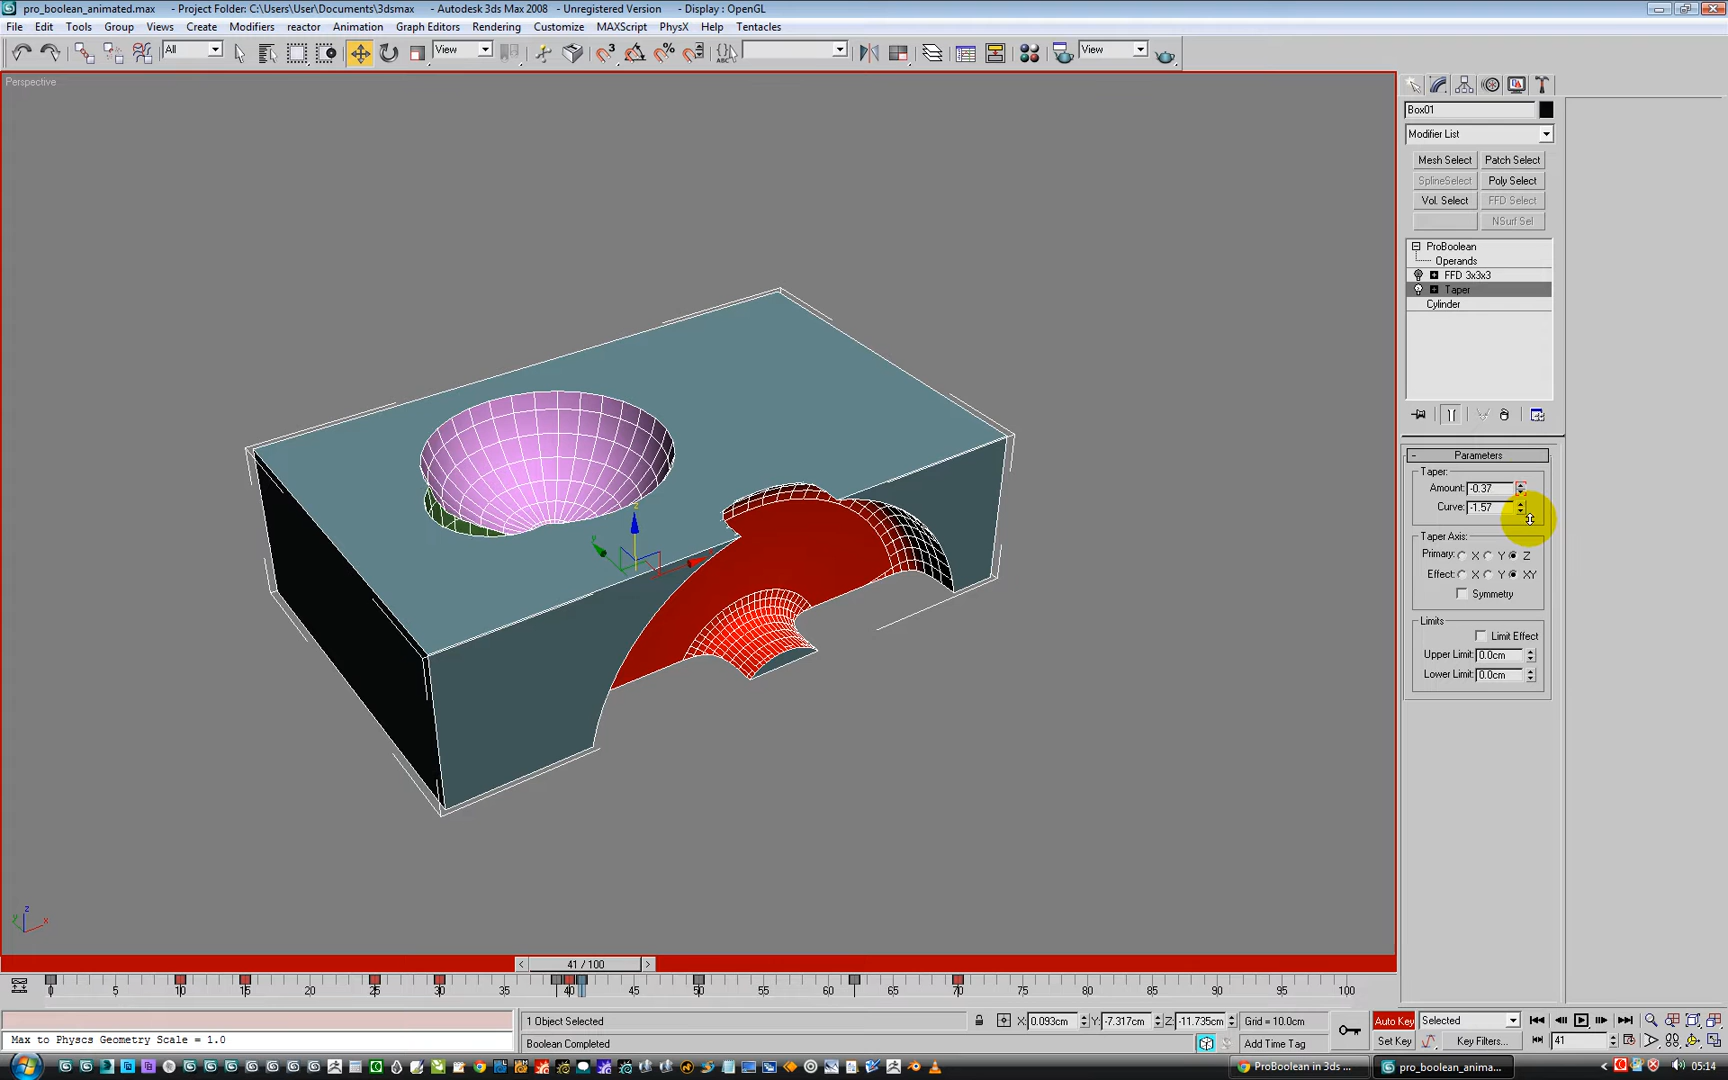 pro_boolean_animated.max - Project Folder: C:\Users\User\Documents\3dsmax - Autodesk 3ds Max 2008 - Unregistered Version - Display : OpenGL
File Edit Tools Group Views Create Modifiers reactor Animation Graph Editors Rendering Customize MAXScript PhysX Help Tentacles
All View View
Perspective
Box01
Modifier List
Mesh Select Patch Select
SplineSelect Poly Select
Vol. Select FFD Select
NSurf Sel
ProBoolean
Operands
FFD 3x3x3
Taper
Cylinder
Parameters
Taper:
Amount: -0.37
Curve: -1.57
Taper Axis:
Primary: X Y Z
Effect: X Y XY
Symmetry
Limits
Limit Effect
Upper Limit: 0.0cm
Lower Limit: 0.0cm
z
y
x
z
y
x
< 41 / 100 >
0 5 10 15 20 25 30 35 40 45 50 55 60 65 70 75 80 85 90 95 100
1 Object Selected X: 0.093cm Y: -7.317cm Z: -11.735cm Grid = 10.0cm Auto Key Selected
Max to Physcs Geometry Scale = 1.0 Boolean Completed Add Time Tag Set Key Key Filters... 41
ProBoolean in 3ds ... pro_boolean_anima... 05:14